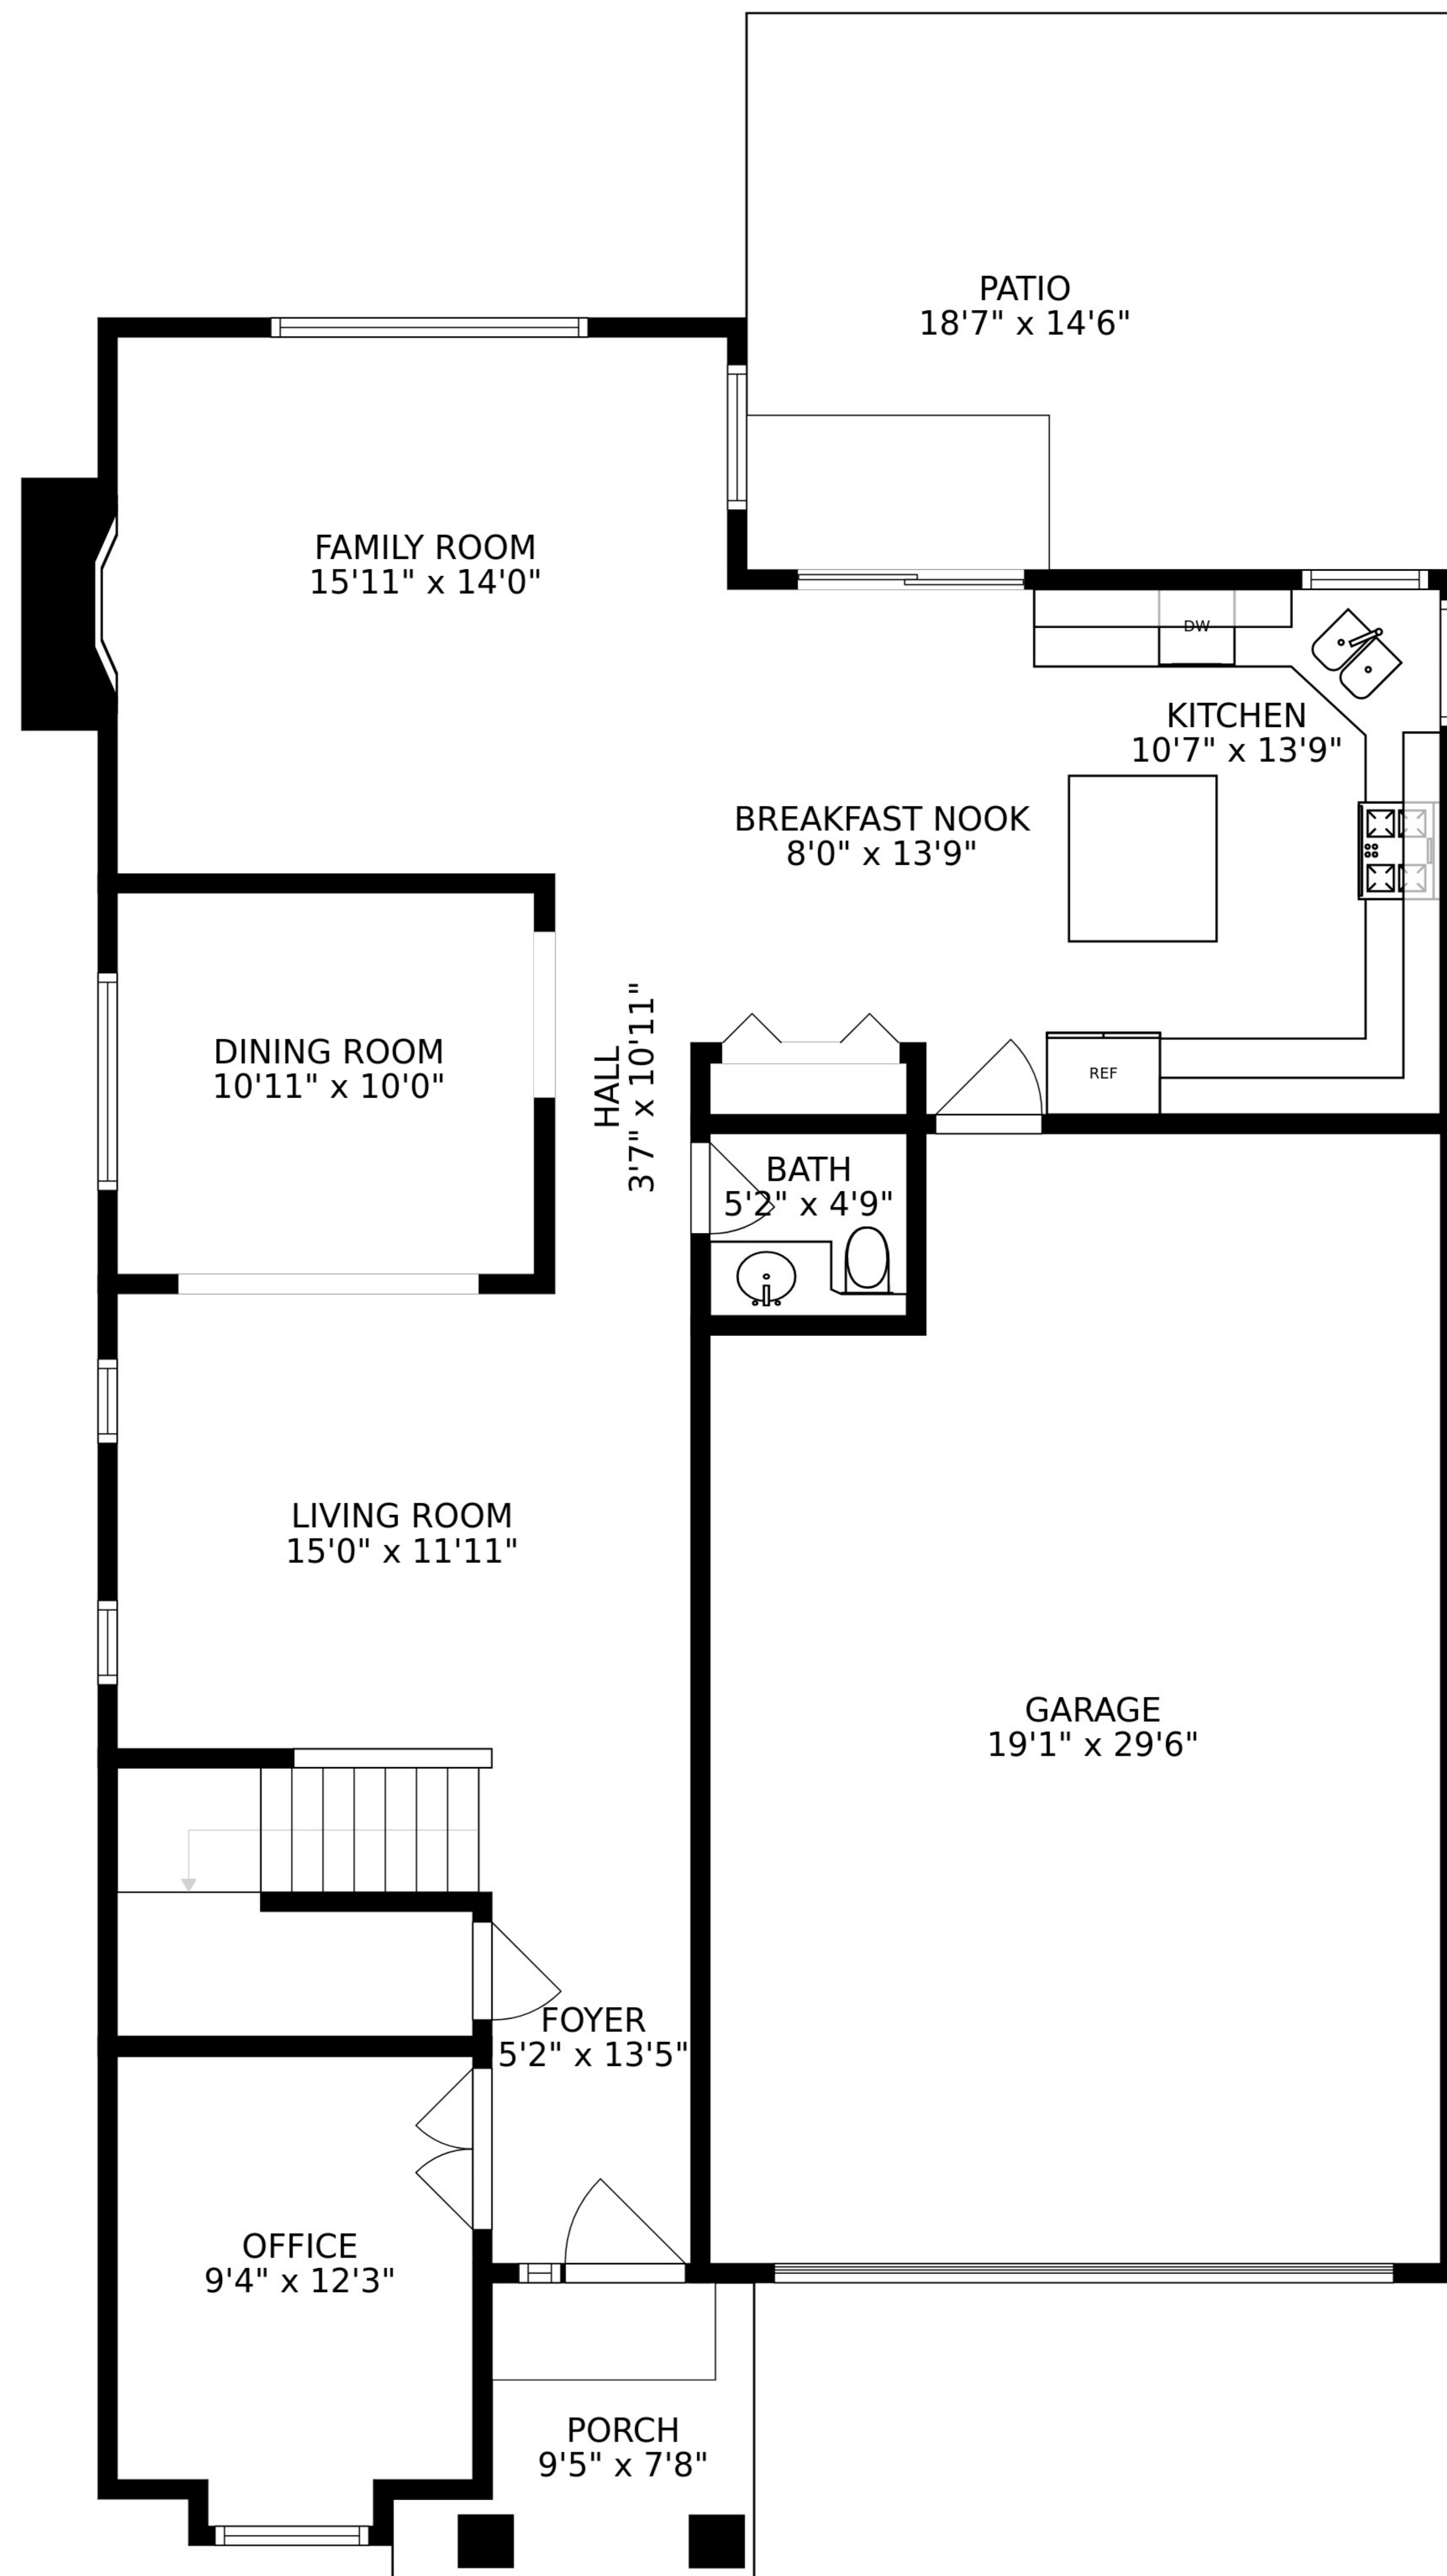 PATIO
18'7" x 14'6"
FAMILY ROOM
15'11" x 14'0"
DW
KITCHEN
10'7" x 13'9"
BREAKFAST NOOK
8'0" x 13'9"
DINING ROOM
10'11" x 10'0"
HALL
3'7" x 10'11"
REF
BATH
5'2" x 4'9"
LIVING ROOM
15'0" x 11'11"
GARAGE
19'1" x 29'6"
FOYER
5'2" x 13'5"
OFFICE
9'4" x 12'3"
PORCH
9'5" x 7'8"